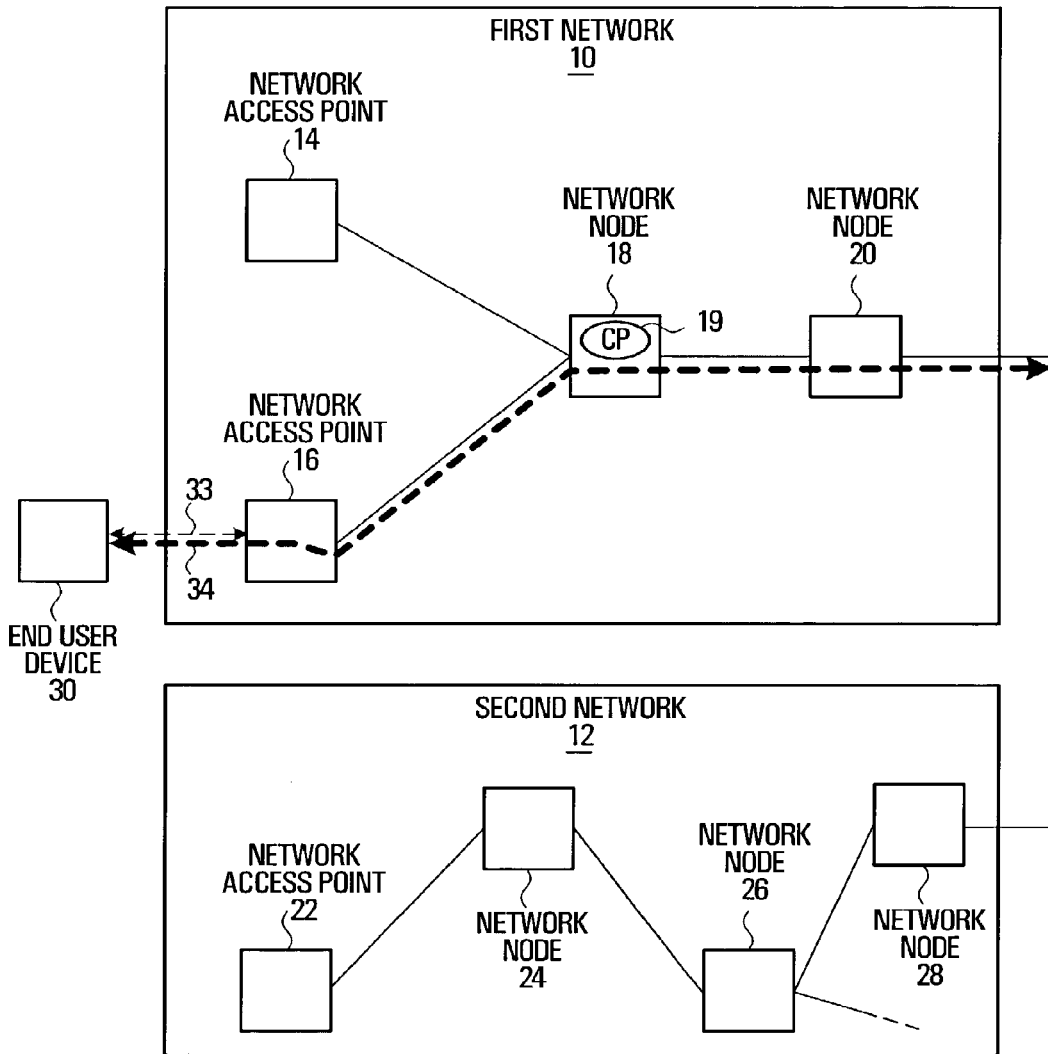 FIRST NETWORK
10
NETWORK
ACCESS POINT
14
NETWORK
NODE
18
NETWORK
NODE
20
CP
19
NETWORK
ACCESS POINT
16
33
34
END USER
DEVICE
30
SECOND NETWORK
12
NETWORK
ACCESS POINT
22
NETWORK
NODE
24
NETWORK
NODE
26
NETWORK
NODE
28